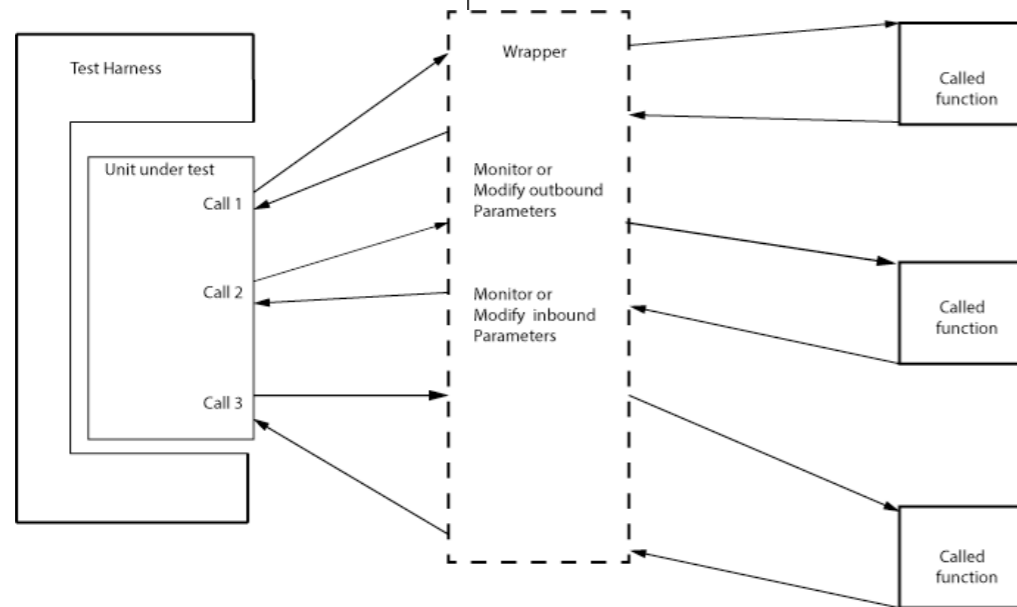 Test Harness
Unit under test
Call 1
Call 2
Call 3
Wrapper
Monitor or
Modify outbound
Parameters
Monitor or
Modify inbound
Parameters
Called
function
Called
function
Called
function